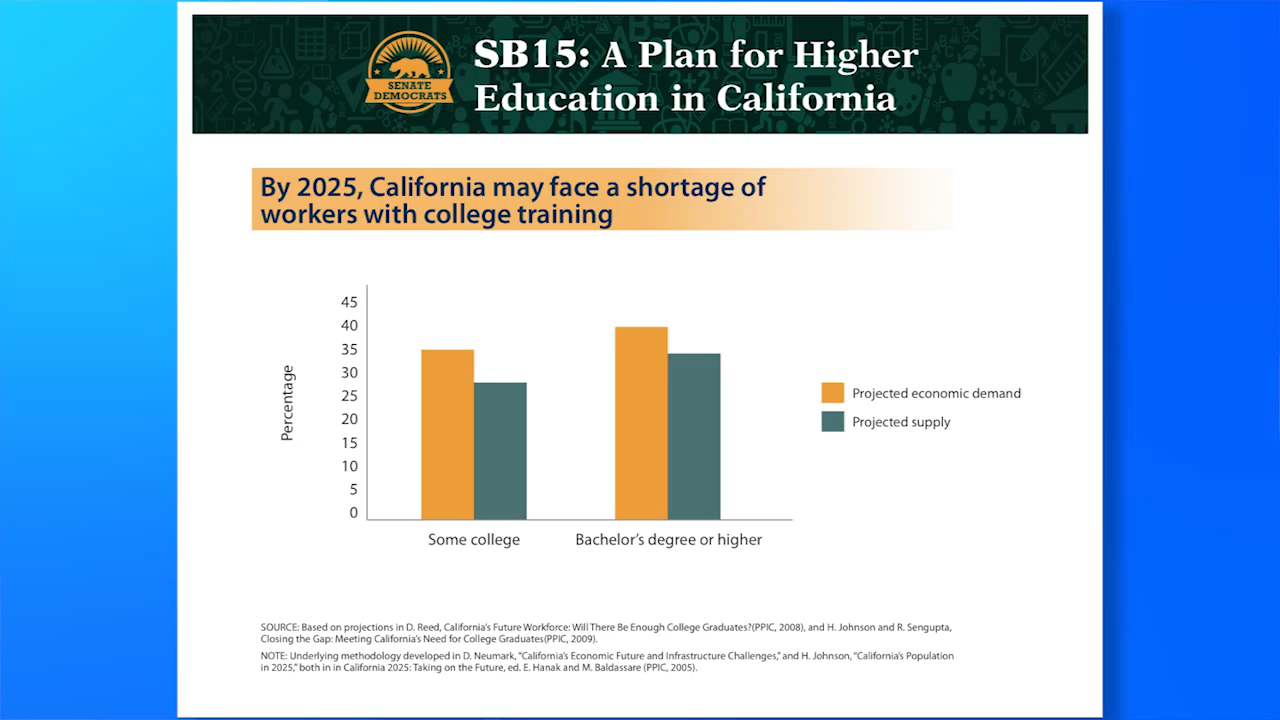 SENATE
DEMOCRATS
SB15: A Plan for Higher
Education in California
By 2025, California may face a shortage of
workers with college training
45
40
35
30
25
20
15
10
5
0
Percentage
Some college
Bachelor's degree or higher
Projected economic demand
Projected supply
SOURCE: Based on projections in D. Reed, California's Future Workforce: Will There Be Enough College Graduates?(PPIC, 2008), and H. Johnson and R. Sengupta,
Closing the Gap: Meeting California's Need for College Graduates(PPIC, 2009).
NOTE: Underlying methodology developed in D. Neumark, "California's Economic Future and Infrastructure Challenges," and H. Johnson, "California's Population
in 2025," both in in California 2025: Taking on the Future, ed. E. Hanak and M. Baldassare (PPIC, 2005).